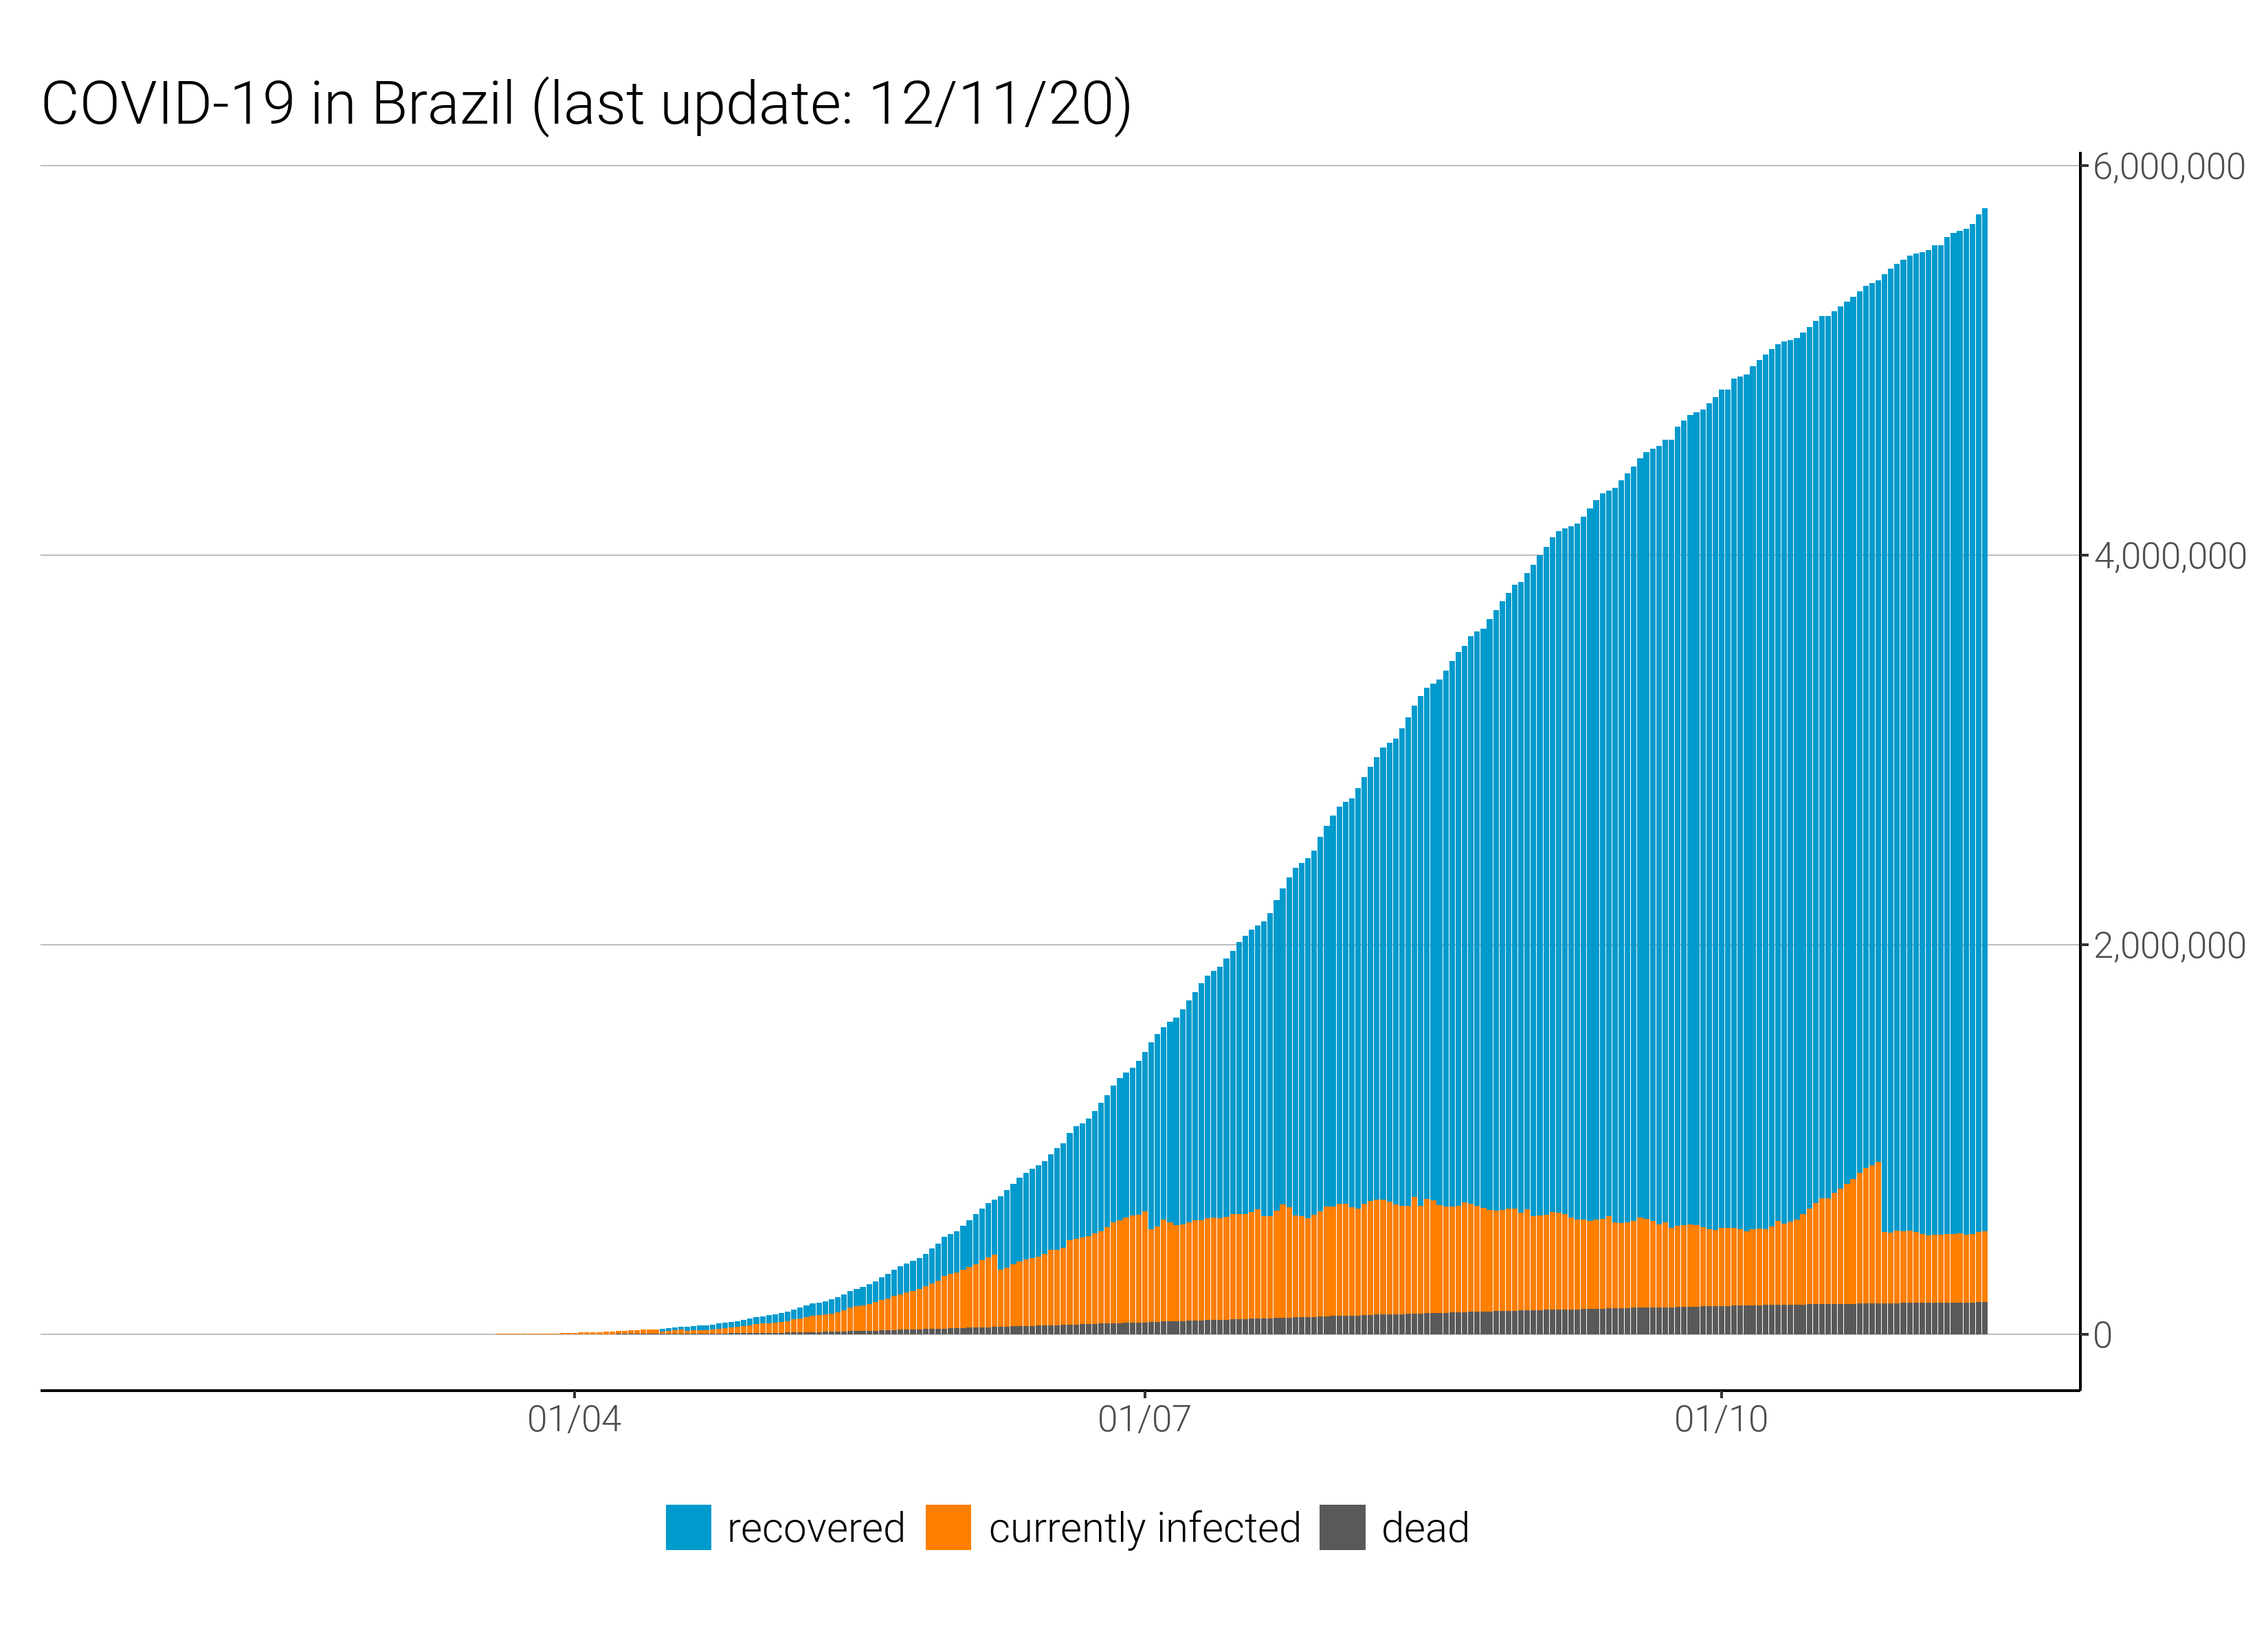 COVID-19 in Brazil (last update: 12/11/20)
6,000,000
4,000,000
2,000,000
0
01/04 01/07 01/10
recovered currently infected dead